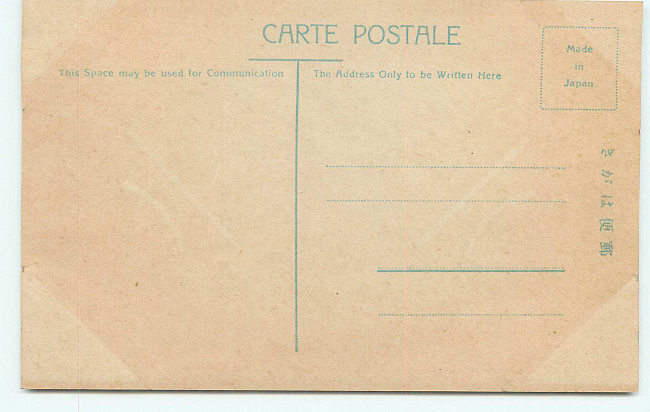 CARTE POSTALE
This Space may be used for Communication
The Address Only to be Written Here
Made
in
Japan
きがは便郵